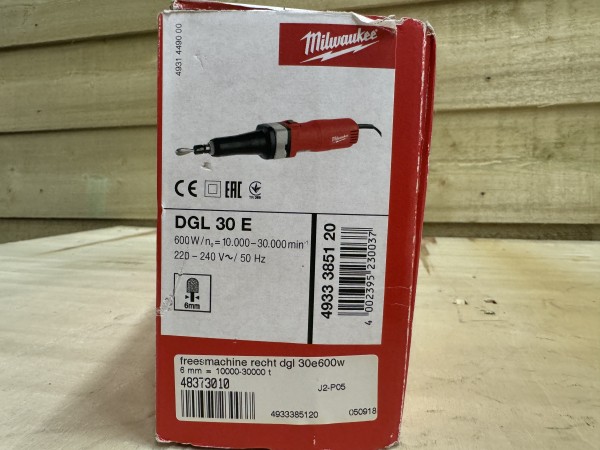 4931 4490 00
Milwaukee
Milwaukee
CE EAC
DGL 30 E
600 W / n₀ = 10.000 – 30.000 min⁻¹
220 – 240 V ~ / 50 Hz
6mm
4933 3851 20
4 002395 230037
freesmachine recht dgl 30e600w
6 mm = 10000-30000 t
48373010
J2-P05
4933385120
050918